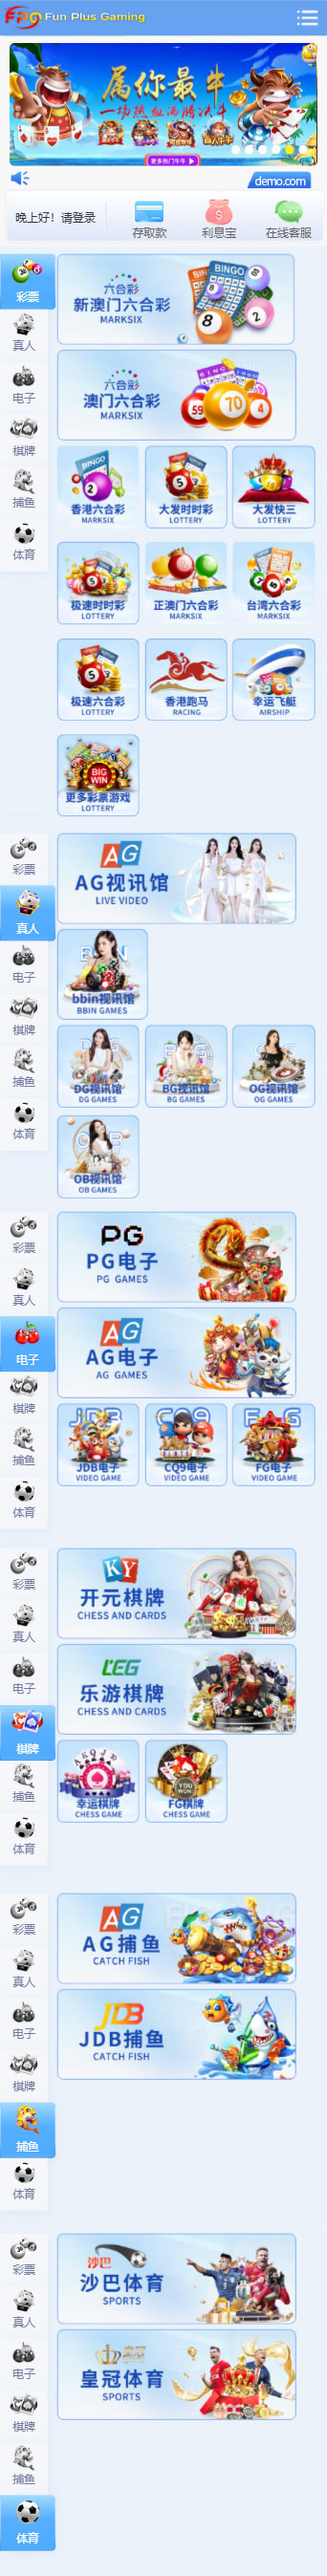 FPG Fun Plus Gaming
属你最牛
一场热血沸腾决斗
更多热门牛牛
demo.com
晚上好！请登录
存取款
利息宝
在线客服
彩票
真人
电子
棋牌
捕鱼
体育
六合彩
新澳门六合彩
MARKSIX
六合彩
澳门六合彩
MARKSIX
香港六合彩
MARKSIX
大发时时彩
LOTTERY
大发快三
LOTTERY
极速时时彩
LOTTERY
正澳门六合彩
MARKSIX
台湾六合彩
MARKSIX
极速六合彩
LOTTERY
香港跑马
RACING
幸运飞艇
AIRSHIP
BIG WIN
更多彩票游戏
LOTTERY
彩票
真人
电子
棋牌
捕鱼
体育
AG
AG视讯馆
LIVE VIDEO
bbin视讯馆
BBIN GAMES
DG视讯馆
DG GAMES
BG视讯馆
BG GAMES
OG视讯馆
OG GAMES
OB视讯馆
OB GAMES
彩票
真人
电子
棋牌
捕鱼
体育
PG
PG电子
PG GAMES
AG
AG电子
AG GAMES
JDB
JDB电子
VIDEO GAME
CQ9
CQ9电子
VIDEO GAME
FG
FG电子
VIDEO GAME
彩票
真人
电子
棋牌
捕鱼
体育
KY
开元棋牌
CHESS AND CARDS
LEG
乐游棋牌
CHESS AND CARDS
幸运棋牌
CHESS GAME
YOU WON!
FG棋牌
CHESS GAME
彩票
真人
电子
棋牌
捕鱼
体育
AG
AG捕鱼
CATCH FISH
JDB
JDB捕鱼
CATCH FISH
彩票
真人
电子
棋牌
捕鱼
体育
沙巴
沙巴体育
SPORTS
皇冠体育
SPORTS